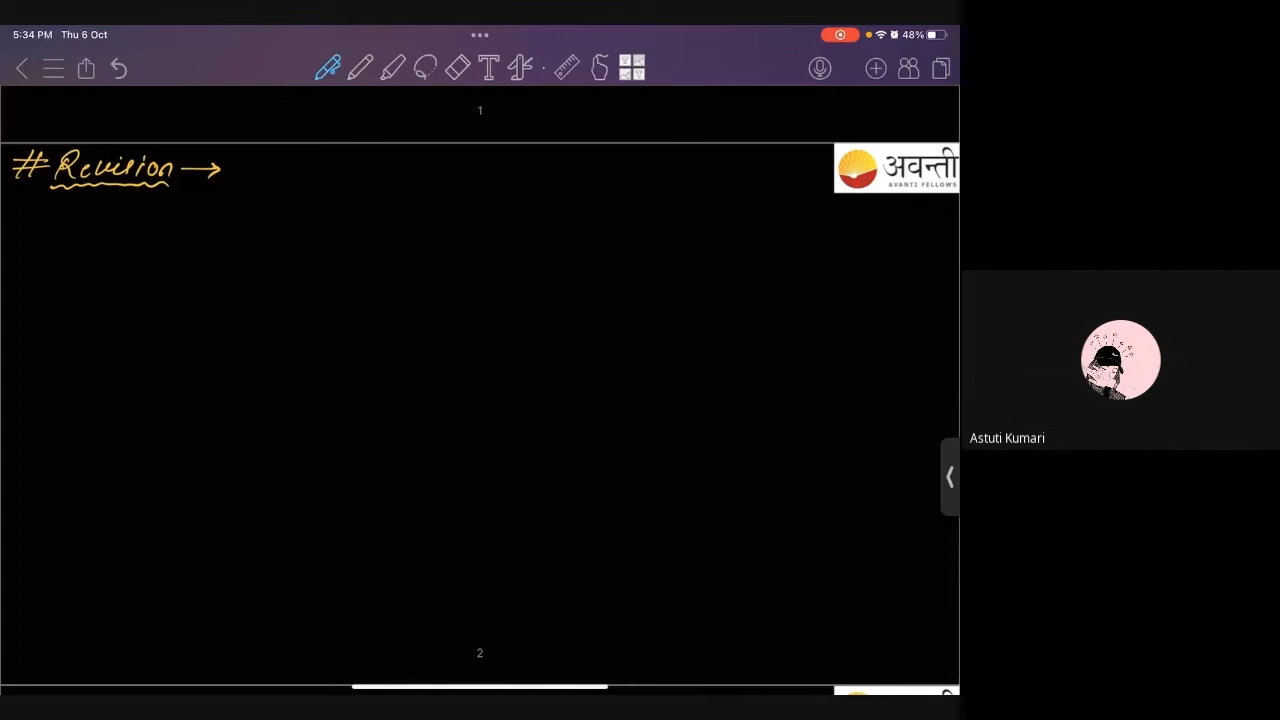 5:34 PM Thu 6 Oct
48%
1
# Revision →
अवन्ती
AVANTI FELLOWS
Astuti Kumari
2